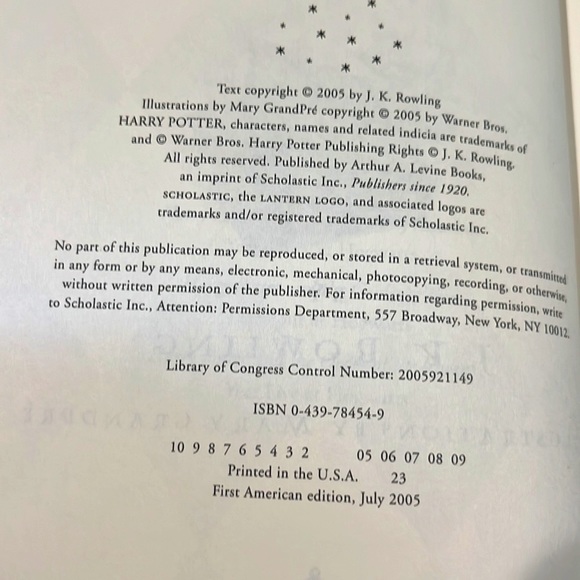 Text copyright © 2005 by J. K. Rowling
Illustrations by Mary GrandPré copyright © 2005 by Warner Bros.
HARRY POTTER, characters, names and related indicia are trademarks of
and © Warner Bros. Harry Potter Publishing Rights © J. K. Rowling.
All rights reserved. Published by Arthur A. Levine Books,
an imprint of Scholastic Inc., Publishers since 1920.
SCHOLASTIC, the LANTERN LOGO, and associated logos are
trademarks and/or registered trademarks of Scholastic Inc.
No part of this publication may be reproduced, or stored in a retrieval system, or transmitted
in any form or by any means, electronic, mechanical, photocopying, recording, or otherwise,
without written permission of the publisher. For information regarding permission, write
to Scholastic Inc., Attention: Permissions Department, 557 Broadway, New York, NY 10012.
Library of Congress Control Number: 2005921149
ISBN 0-439-78454-9
10 9 8 7 6 5 4 3 2 05 06 07 08 09
Printed in the U.S.A. 23
First American edition, July 2005